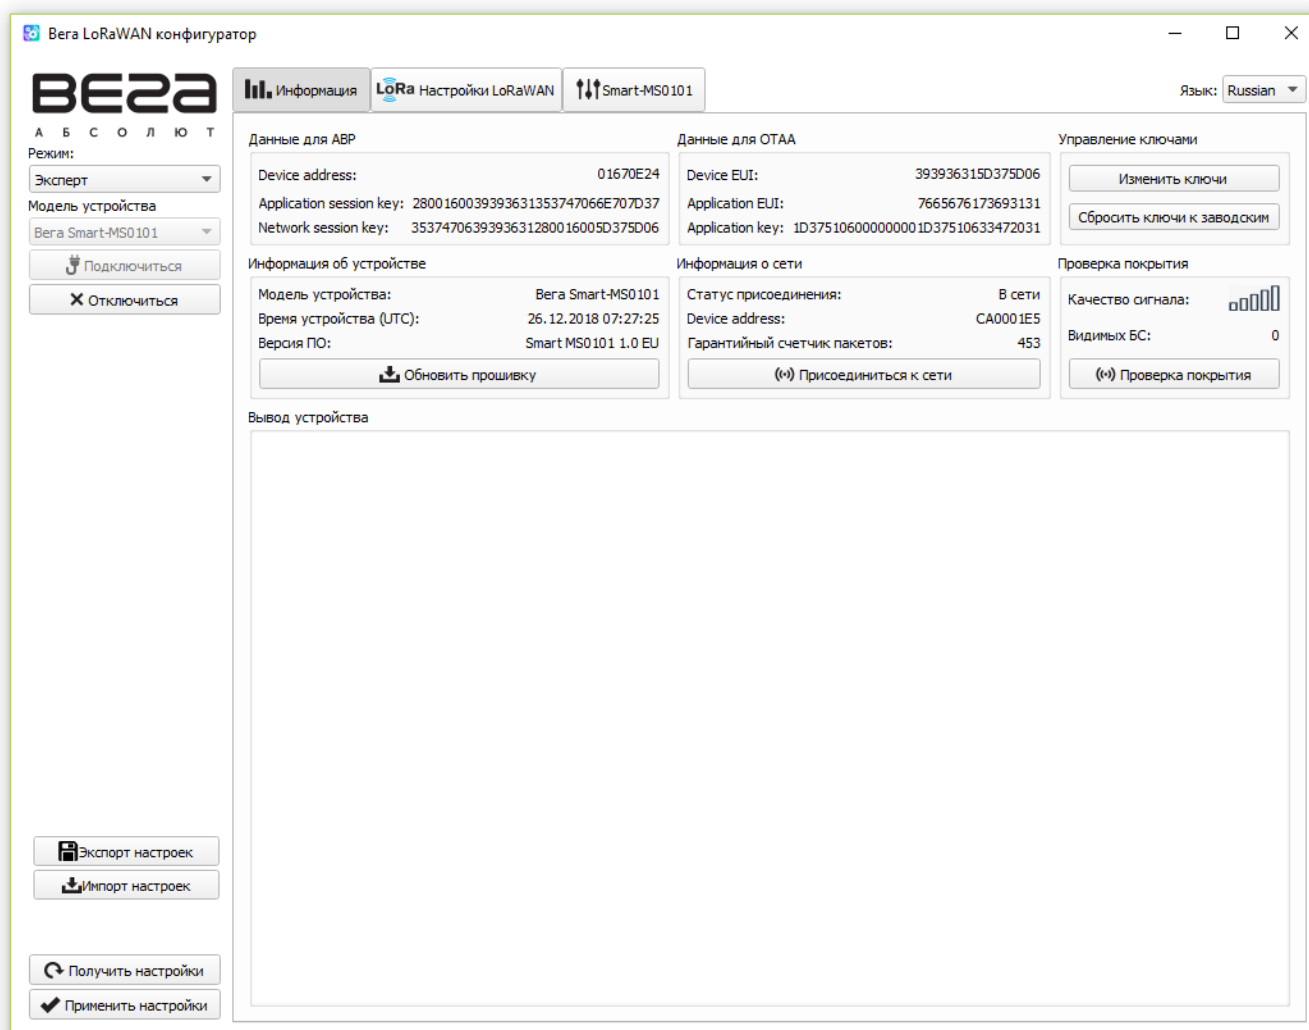 Вега LoRaWAN конфигуратор
ВЕГА
АБСОЛЮТ
Информация
LoRa Настройки LoRaWAN
Smart-MS0101
Язык: Russian
Режим:
Эксперт
Модель устройства
Вега Smart-MS0101
Подключиться
Отключиться
Данные для ABP
Device address: 01670E24
Application session key: 2800160039393631353747066E707D37
Network session key: 3537470639393631280016005D375D06
Данные для OTAA
Device EUI: 393936315D375D06
Application EUI: 7665676173693131
Application key: 1D375106000000001D37510633472031
Управление ключами
Изменить ключи
Сбросить ключи к заводским
Информация об устройстве
Модель устройства: Вега Smart-MS0101
Время устройства (UTC): 26.12.2018 07:27:25
Версия ПО: Smart MS0101 1.0 EU
Обновить прошивку
Информация о сети
Статус присоединения: В сети
Device address: CA0001E5
Гарантийный счетчик пакетов: 453
Присоединиться к сети
Проверка покрытия
Качество сигнала:
Видимых БС: 0
Проверка покрытия
Вывод устройства
Экспорт настроек
Импорт настроек
Получить настройки
Применить настройки